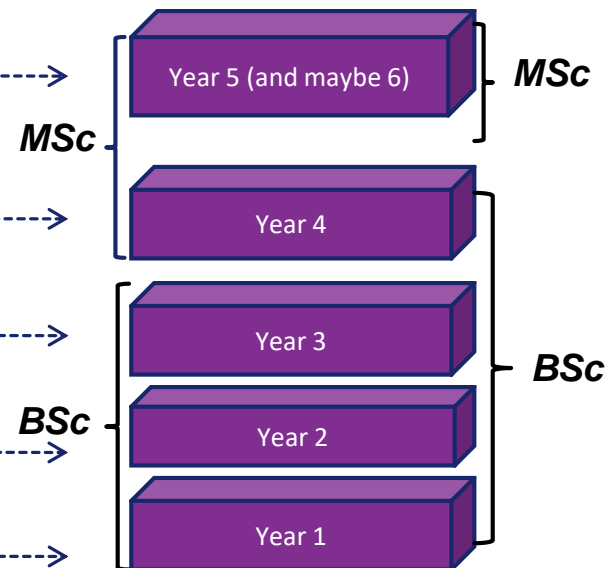 Year 5 (and maybe 6)
MSc
MSc
Year 4
Year 3
BSc
BSc
Year 2
Year 1